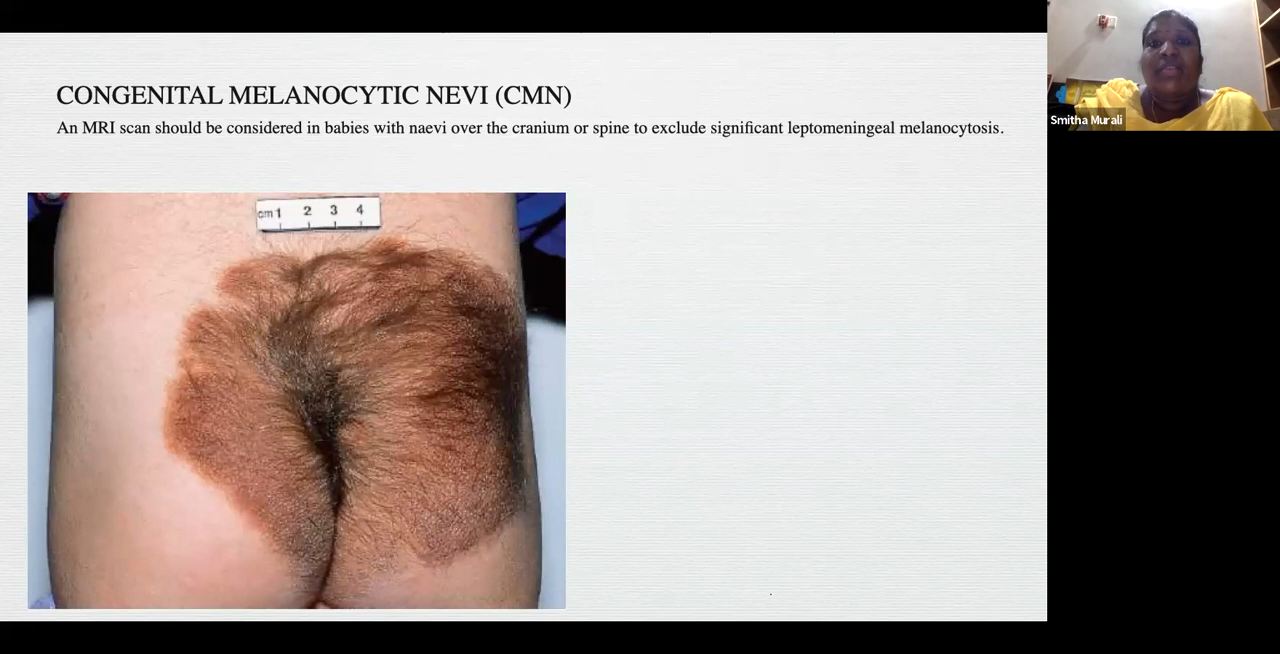 CONGENITAL MELANOCYTIC NEVI (CMN)
An MRI scan should be considered in babies with naevi over the cranium or spine to exclude significant leptomeningeal melanocytosis.
cm 1 2 3 4
Smitha Murali